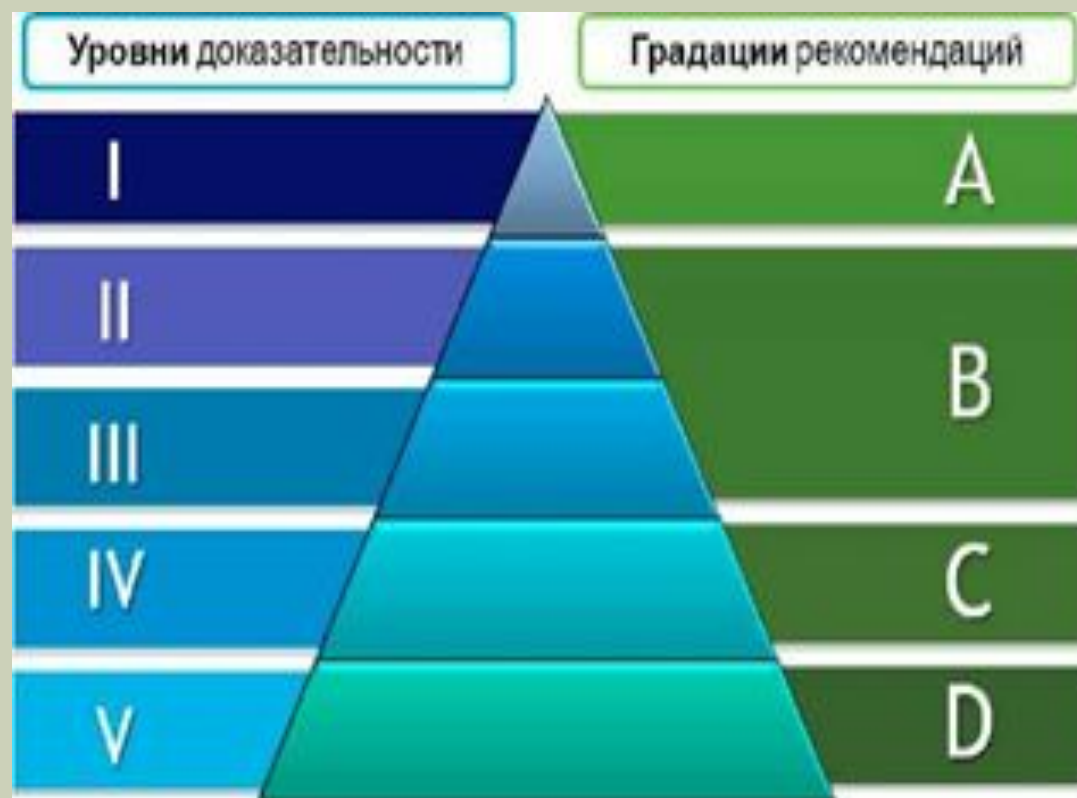 Уровни доказательности
Градации рекомендаций
I
A
II
B
III
IV
C
V
D